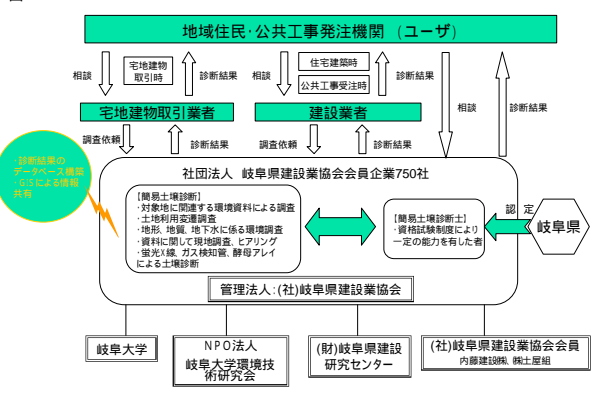 地域住民・公共工事発注機関 (ユーザ)
相談
宅地建物
取引時
診断結果
相談
住宅建築時
公共工事受注時
診断結果
相談
診断結果
宅地建物取引業者
建設業者
調査依頼
診断結果
調査依頼
診断結果
・診断結果の
データベース構築
・GISによる情報
共有
社団法人 岐阜県建設業協会会員企業750社
【簡易土壌診断】
・対象地に関連する環境資料による調査
・土地利用変遷調査
・地形、地質、地下水に係る環境調査
・資料に関して現地調査、ヒアリング
・蛍光X線、ガス検知管、酵母アレイ
による土壌診断
【簡易土壌診断士】
・資格試験制度により
一定の能力を有した者
認定
岐阜県
管理法人:(社)岐阜県建設業協会
岐阜大学
NPO法人
岐阜大学環境技
術研究会
(財)岐阜県建設
研究センター
(社)岐阜県建設業協会会員
内藤建設㈱、㈱土屋組